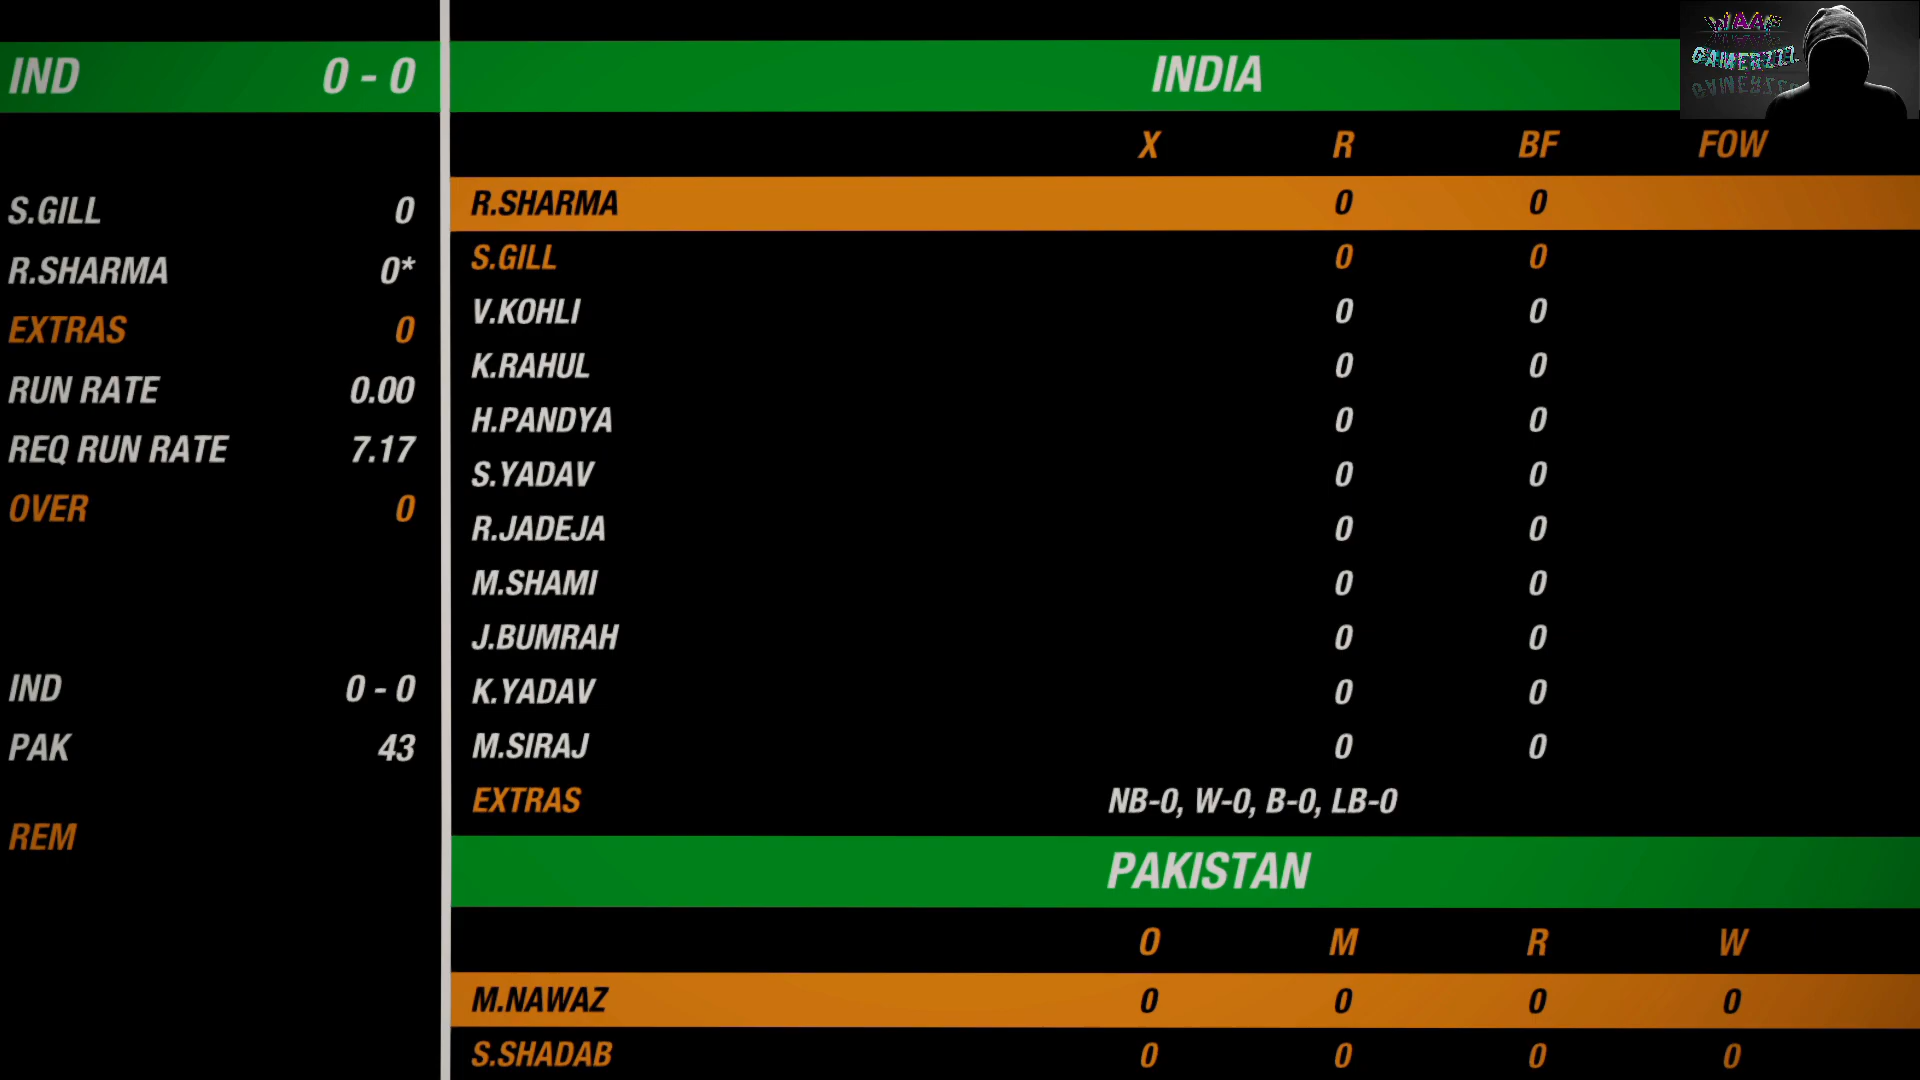 IND 0 - 0
S.GILL 0
R.SHARMA 0*
EXTRAS 0
RUN RATE 0.00
REQ RUN RATE 7.17
OVER 0
IND 0 - 0
PAK 43
REM
INDIA
X R BF FOW
R.SHARMA 0 0
S.GILL 0 0
V.KOHLI 0 0
K.RAHUL 0 0
H.PANDYA 0 0
S.YADAV 0 0
R.JADEJA 0 0
M.SHAMI 0 0
J.BUMRAH 0 0
K.YADAV 0 0
M.SIRAJ 0 0
EXTRAS NB-0, W-0, B-0, LB-0
PAKISTAN
O M R W
M.NAWAZ 0 0 0 0
S.SHADAB 0 0 0 0
GAMERZZZ